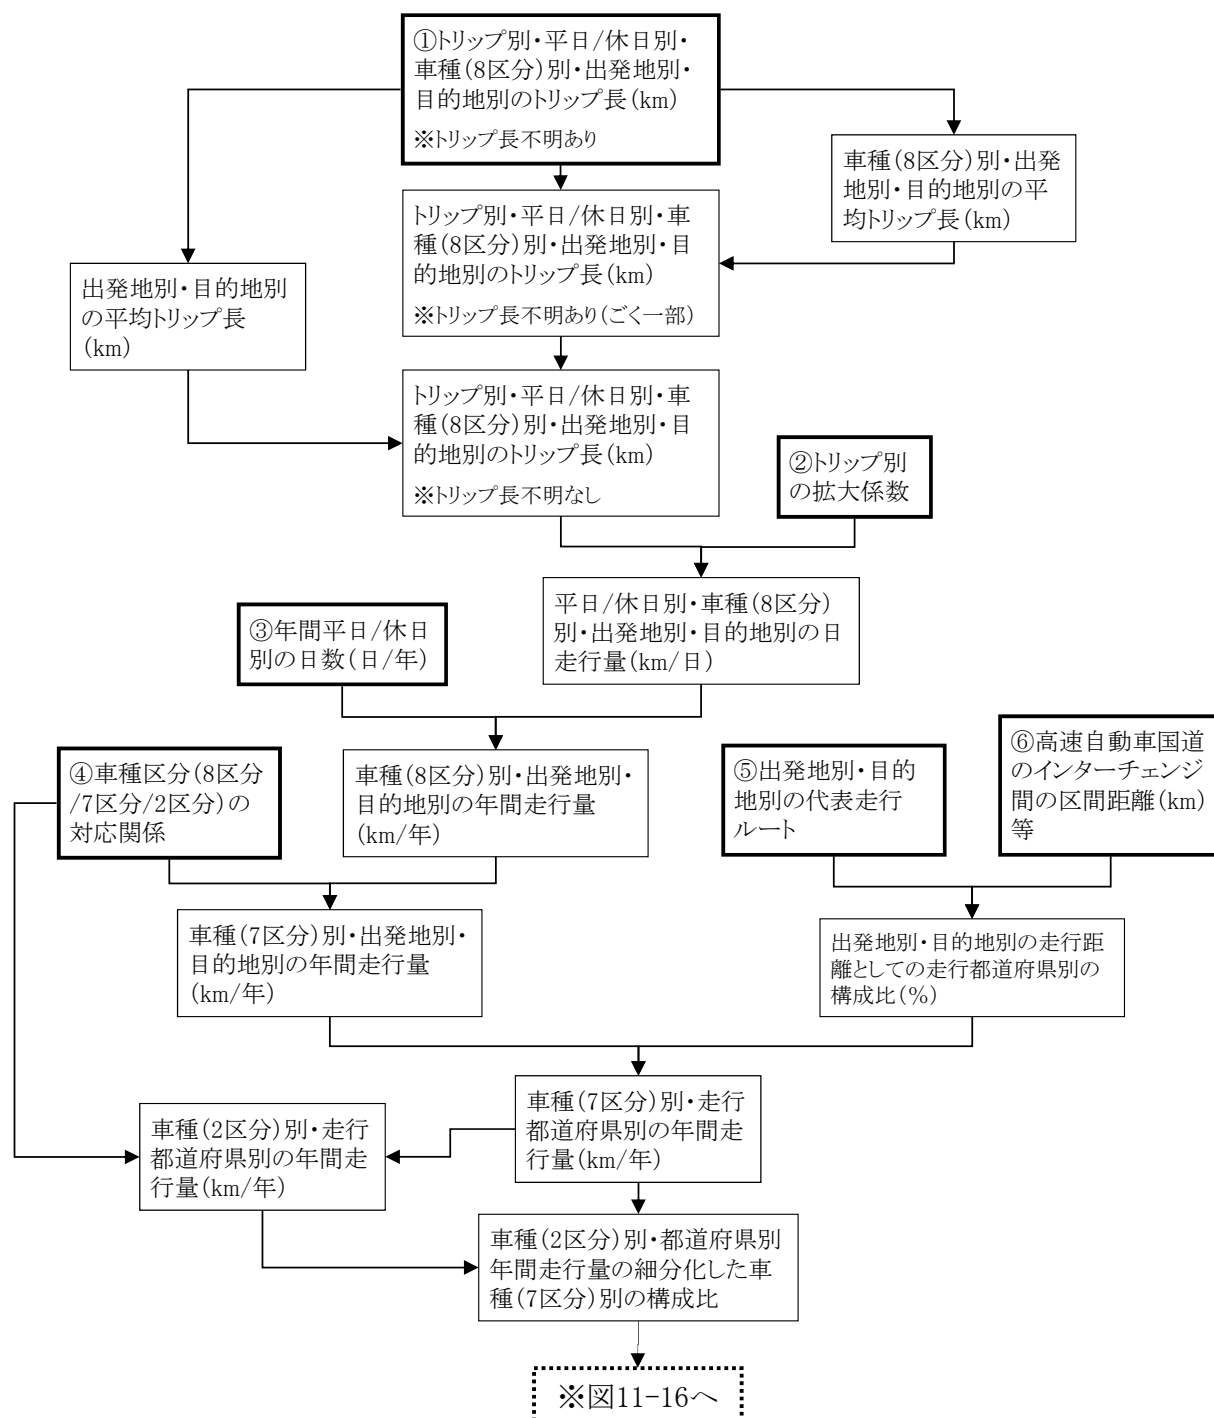 ①トリップ別・平日/休日別・
車種(8区分)別・出発地別・
目的地別のトリップ長(km)
※トリップ長不明あり
車種(8区分)別・出発
地別・目的地別の平
均トリップ長(km)
トリップ別・平日/休日別・車
種(8区分)別・出発地別・目
的地別のトリップ長(km)
※トリップ長不明あり(ごく一部)
出発地別・目的地別
の平均トリップ長
(km)
トリップ別・平日/休日別・車
種(8区分)別・出発地別・目
的地別のトリップ長(km)
※トリップ長不明なし
②トリップ別
の拡大係数
平日/休日別・車種(8区分)
別・出発地別・目的地別の日
走行量(km/日)
③年間平日/休日
別の日数(日/年)
④車種区分(8区分
/7区分/2区分)の
対応関係
車種(8区分)別・出発地別・
目的地別の年間走行量
(km/年)
⑤出発地別・目的
地別の代表走行
ルート
⑥高速自動車国道
のインターチェンジ
間の区間距離(km)
等
車種(7区分)別・出発地別・
目的地別の年間走行量
(km/年)
出発地別・目的地別の走行距
離としての走行都道府県別の
構成比(%)
車種(7区分)別・走行
都道府県別の年間走
行量(km/年)
車種(2区分)別・走行
都道府県別の年間走
行量(km/年)
車種(2区分)別・都道府県別
年間走行量の細分化した車
種(7区分)別の構成比
※図11-16へ